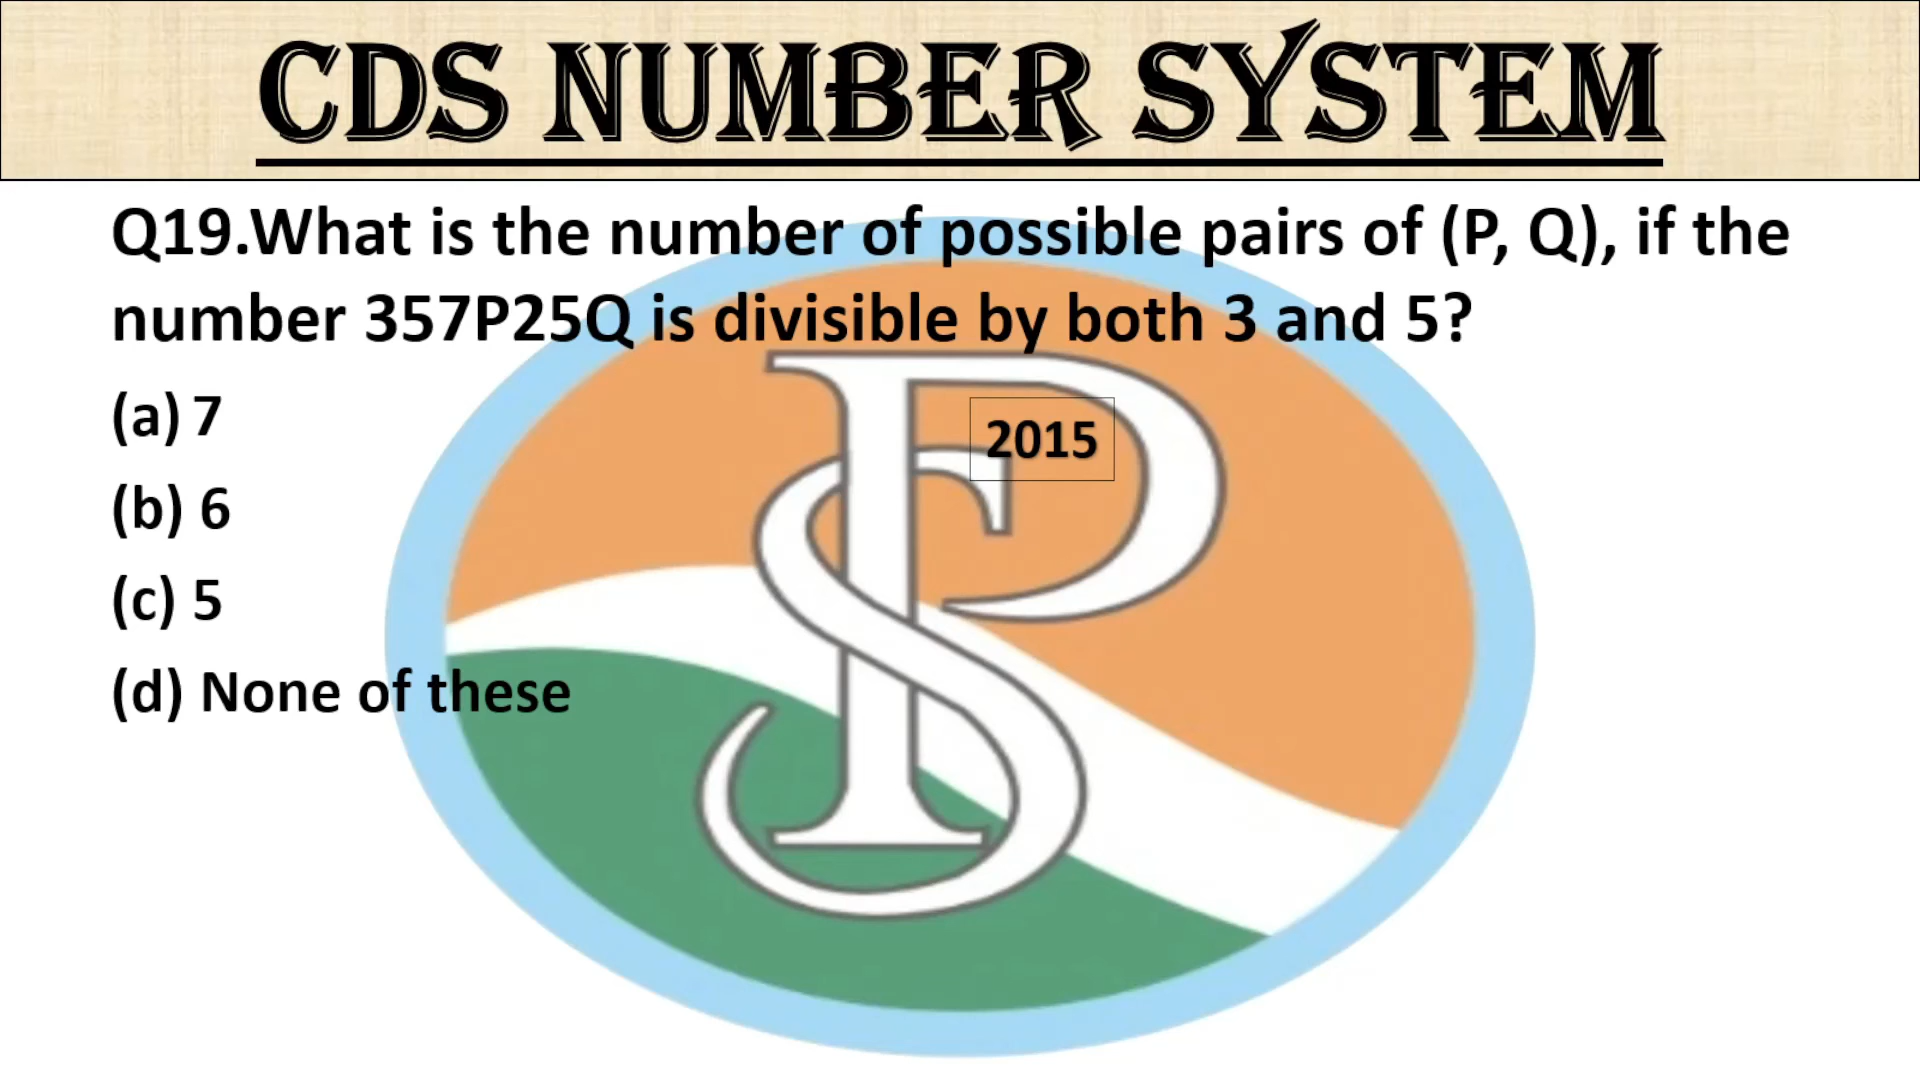 CDS NUMBER SYSTEM
Q19.What is the number of possible pairs of (P, Q), if the
number 357P25Q is divisible by both 3 and 5?
(a) 7
2015
(b) 6
(c) 5
(d) None of these